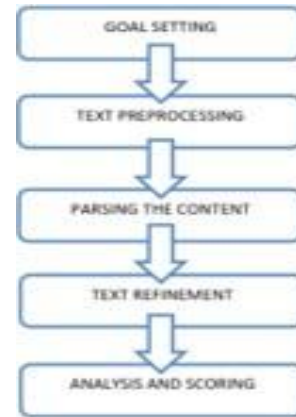 GOAL SETTING
TEXT PREPROCESSING
PARSING THE CONTENT
TEXT REFINEMENT
ANALYSIS AND SCORING